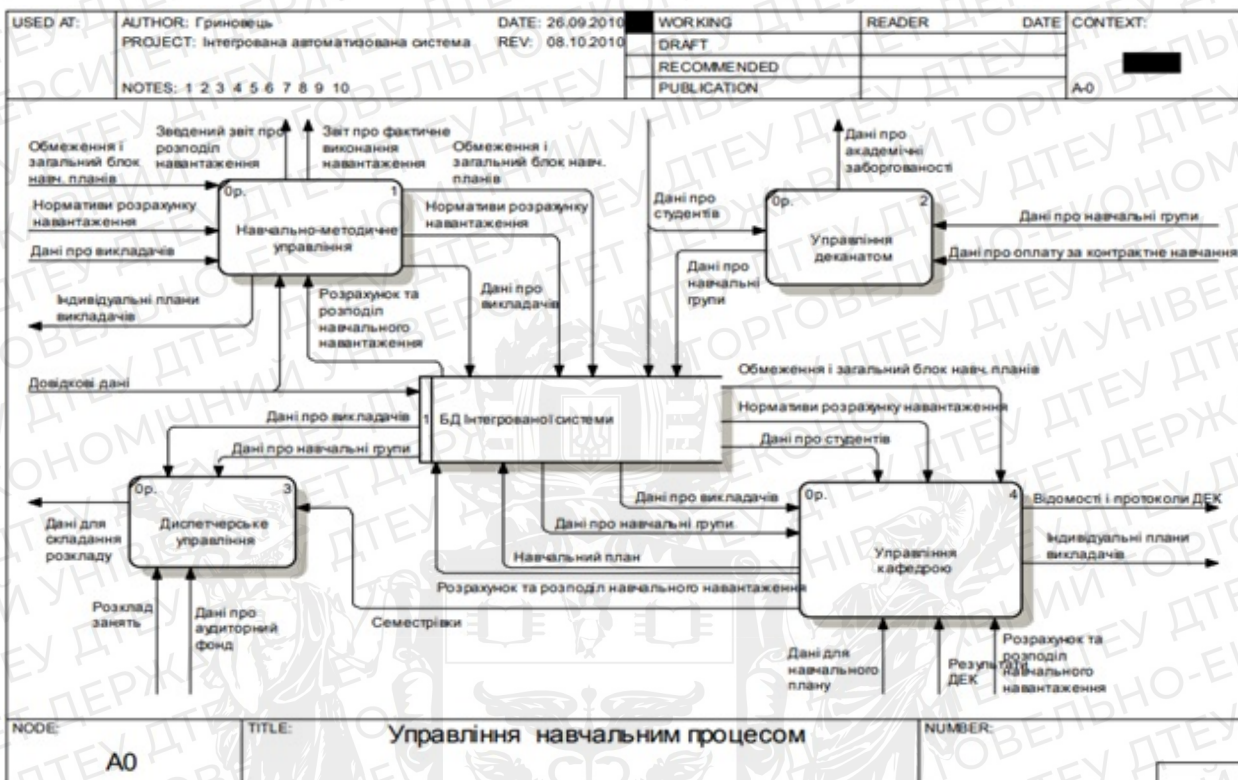 USED AT:
AUTHOR: Гриновець
DATE: 26.09.2010
WORKING
READER
DATE
CONTEXT:
PROJECT: Інтегрована автоматизована система
REV: 08.10.2010
DRAFT
RECOMMENDED
NOTES: 1 2 3 4 5 6 7 8 9 10
PUBLICATION
A-0
Обмеження і
загальний блок
навч. планів
Зведений звіт про
розподіл
навантаження
Звіт про фактичне
виконання
навантаження
Обмеження і
загальний блок навч.
планів
Дані про
академічні
заборгованості
Нормативи розрахунку
навантаження
Дані про викладачів
0р.
1
Навчально-методичне
управління
Нормативи розрахунку
навантаження
Дані про
студентів
0р.
2
Управління
деканатом
Дані про навчальні групи
Дані про оплату за контрактне навчання
Індивідуальні плани
викладачів
Розрахунок та
розподіл
навчального
навантаження
Дані про
викладачів
Дані про
навчальні
групи
Довідкові дані
1
БД Інтегрованої системи
Обмеження і загальний блок навч. планів
Нормативи розрахунку навантаження
Дані про студентів
Дані про викладачів
Дані про навчальні групи
0р.
3
Диспетчерське
управління
Дані для
складання
розкладу
Розклад
занять
Дані про
аудиторний
фонд
Дані про викладачів
Дані про навчальні групи
Навчальний план
Розрахунок та розподіл навчального навантаження
Семестрівки
0р.
4
Управління
кафедрою
Відомості і протоколи ДЕК
Індивідуальні плани
викладачів
Дані для
навчального
плану
Результати
ДЕК
Розрахунок та
розподіл
навчального
навантаження
NODE:
A0
TITLE:
Управління навчальним процесом
NUMBER: